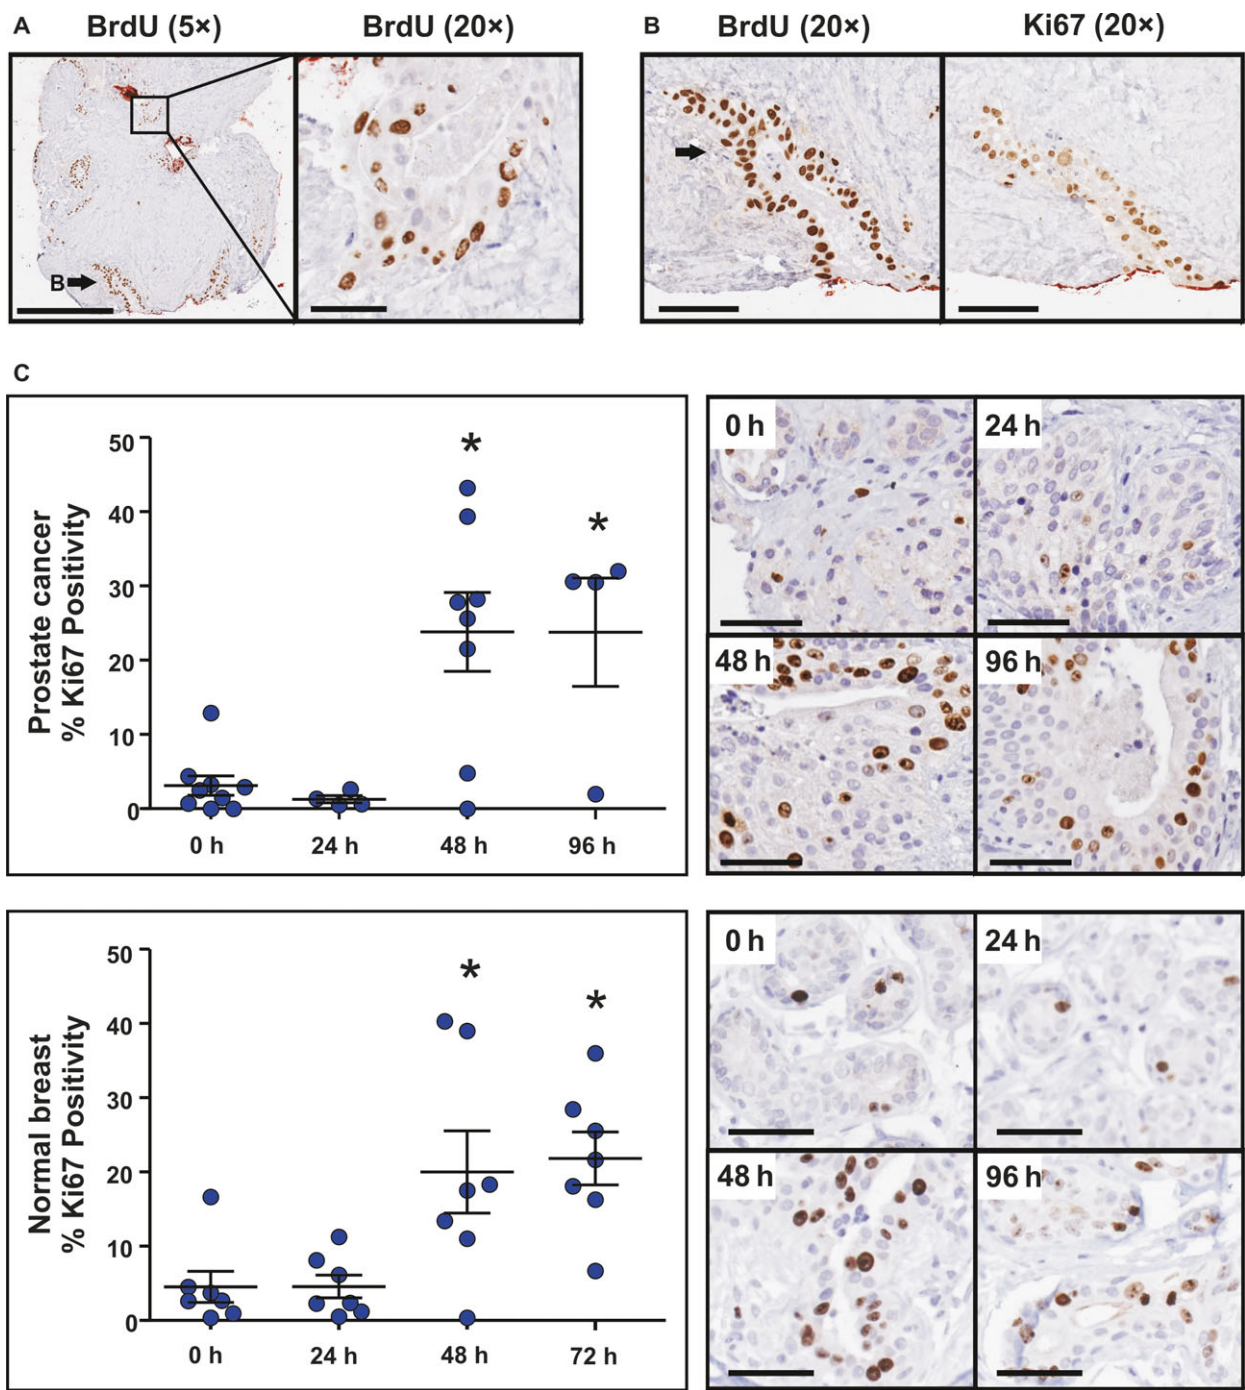 A BrdU (5×) BrdU (20×) B BrdU (20×) Ki67 (20×)
B
C
Prostate cancer
% Ki67 Positivity
50
40
30
20
10
0
0 h 24 h 48 h 96 h
*
*
0 h 24 h
48 h 96 h
Normal breast
% Ki67 Positivity
50
40
30
20
10
0
0 h 24 h 48 h 72 h
*
*
0 h 24 h
48 h 96 h